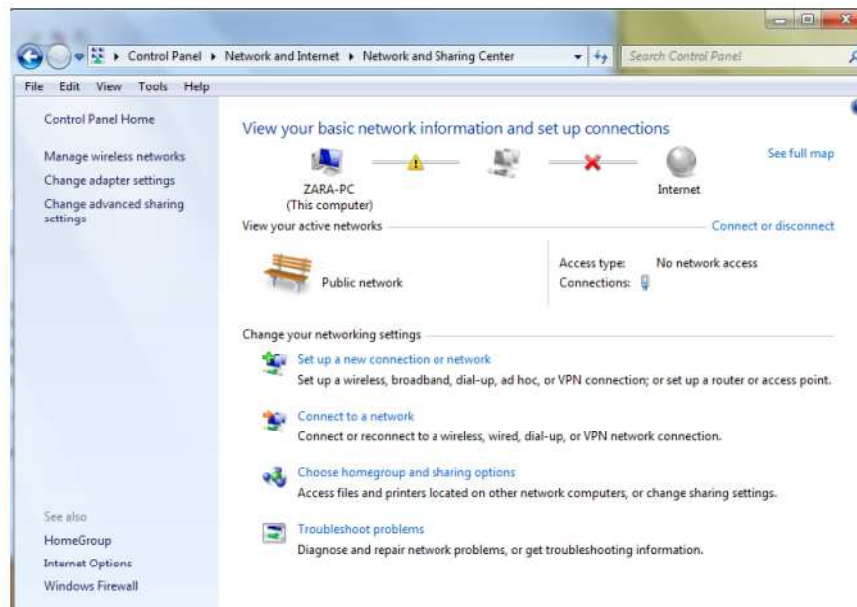 Control Panel ▸ Network and Internet ▸ Network and Sharing Center
Search Control Panel
File Edit View Tools Help
Control Panel Home
Manage wireless networks
Change adapter settings
Change advanced sharing
settings
See also
HomeGroup
Internet Options
Windows Firewall
View your basic network information and set up connections
See full map
ZARA-PC
(This computer)
Internet
View your active networks
Connect or disconnect
Public network
Access type: No network access
Connections:
Change your networking settings
Set up a new connection or network
Set up a wireless, broadband, dial-up, ad hoc, or VPN connection; or set up a router or access point.
Connect to a network
Connect or reconnect to a wireless, wired, dial-up, or VPN network connection.
Choose homegroup and sharing options
Access files and printers located on other network computers, or change sharing settings.
Troubleshoot problems
Diagnose and repair network problems, or get troubleshooting information.